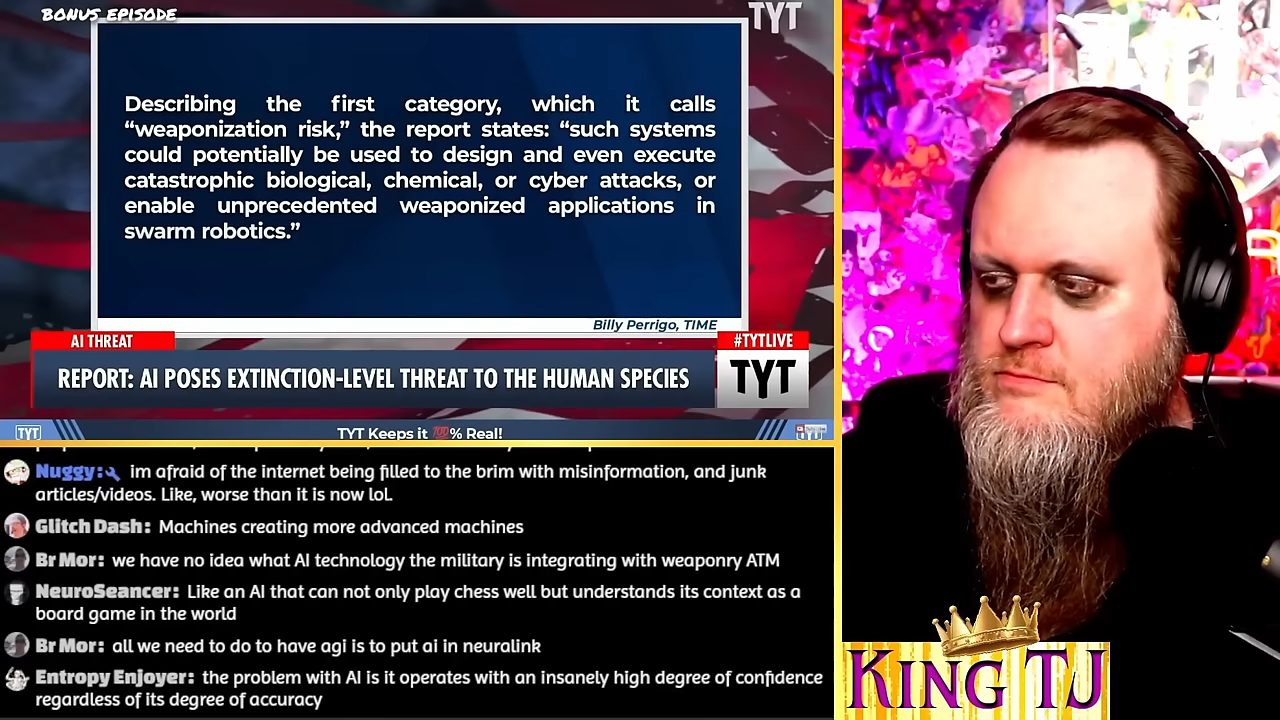 BONUS EPISODE
TYT
Describing the first category, which it calls
“weaponization risk,” the report states: “such systems
could potentially be used to design and even execute
catastrophic biological, chemical, or cyber attacks, or
enable unprecedented weaponized applications in
swarm robotics.”
Billy Perrigo, TIME
AI THREAT
#TYTLIVE
REPORT: AI POSES EXTINCTION-LEVEL THREAT TO THE HUMAN SPECIES
TYT
TYT
TYT Keeps it 💯% Real!
Nuggy: im afraid of the internet being filled to the brim with misinformation, and junk
articles/videos. Like, worse than it is now lol.
Glitch Dash: Machines creating more advanced machines
Br Mor: we have no idea what AI technology the military is integrating with weaponry ATM
NeuroSeancer: Like an AI that can not only play chess well but understands its context as a
board game in the world
Br Mor: all we need to do to have agi is to put ai in neuralink
Entropy Enjoyer: the problem with AI is it operates with an insanely high degree of confidence
regardless of its degree of accuracy
KING TJ